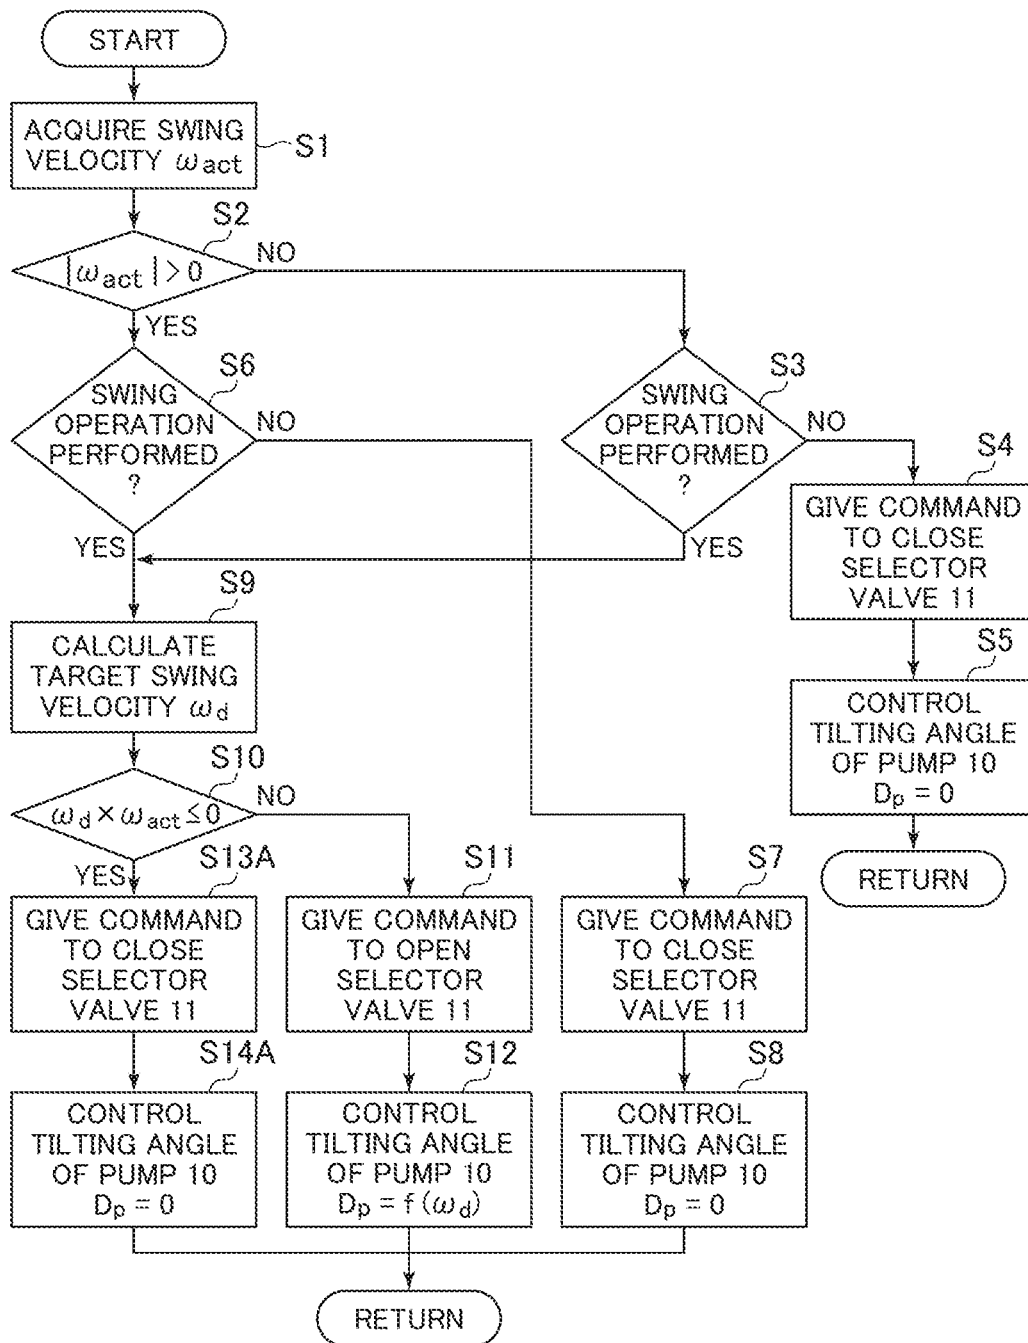 START
ACQUIRE SWING
VELOCITY ωact
S1
S2
|ωact| > 0
NO
YES
S6
SWING
OPERATION
PERFORMED
?
NO
YES
S3
SWING
OPERATION
PERFORMED
?
NO
YES
S4
GIVE COMMAND
TO CLOSE
SELECTOR
VALVE 11
S5
CONTROL
TILTING ANGLE
OF PUMP 10
Dp = 0
RETURN
S9
CALCULATE
TARGET SWING
VELOCITY ωd
S10
ωd × ωact ≤ 0
NO
YES
S13A
GIVE COMMAND
TO CLOSE
SELECTOR
VALVE 11
S14A
CONTROL
TILTING ANGLE
OF PUMP 10
Dp = 0
S11
GIVE COMMAND
TO OPEN
SELECTOR
VALVE 11
S12
CONTROL
TILTING ANGLE
OF PUMP 10
Dp = f (ωd)
S7
GIVE COMMAND
TO CLOSE
SELECTOR
VALVE 11
S8
CONTROL
TILTING ANGLE
OF PUMP 10
Dp = 0
RETURN